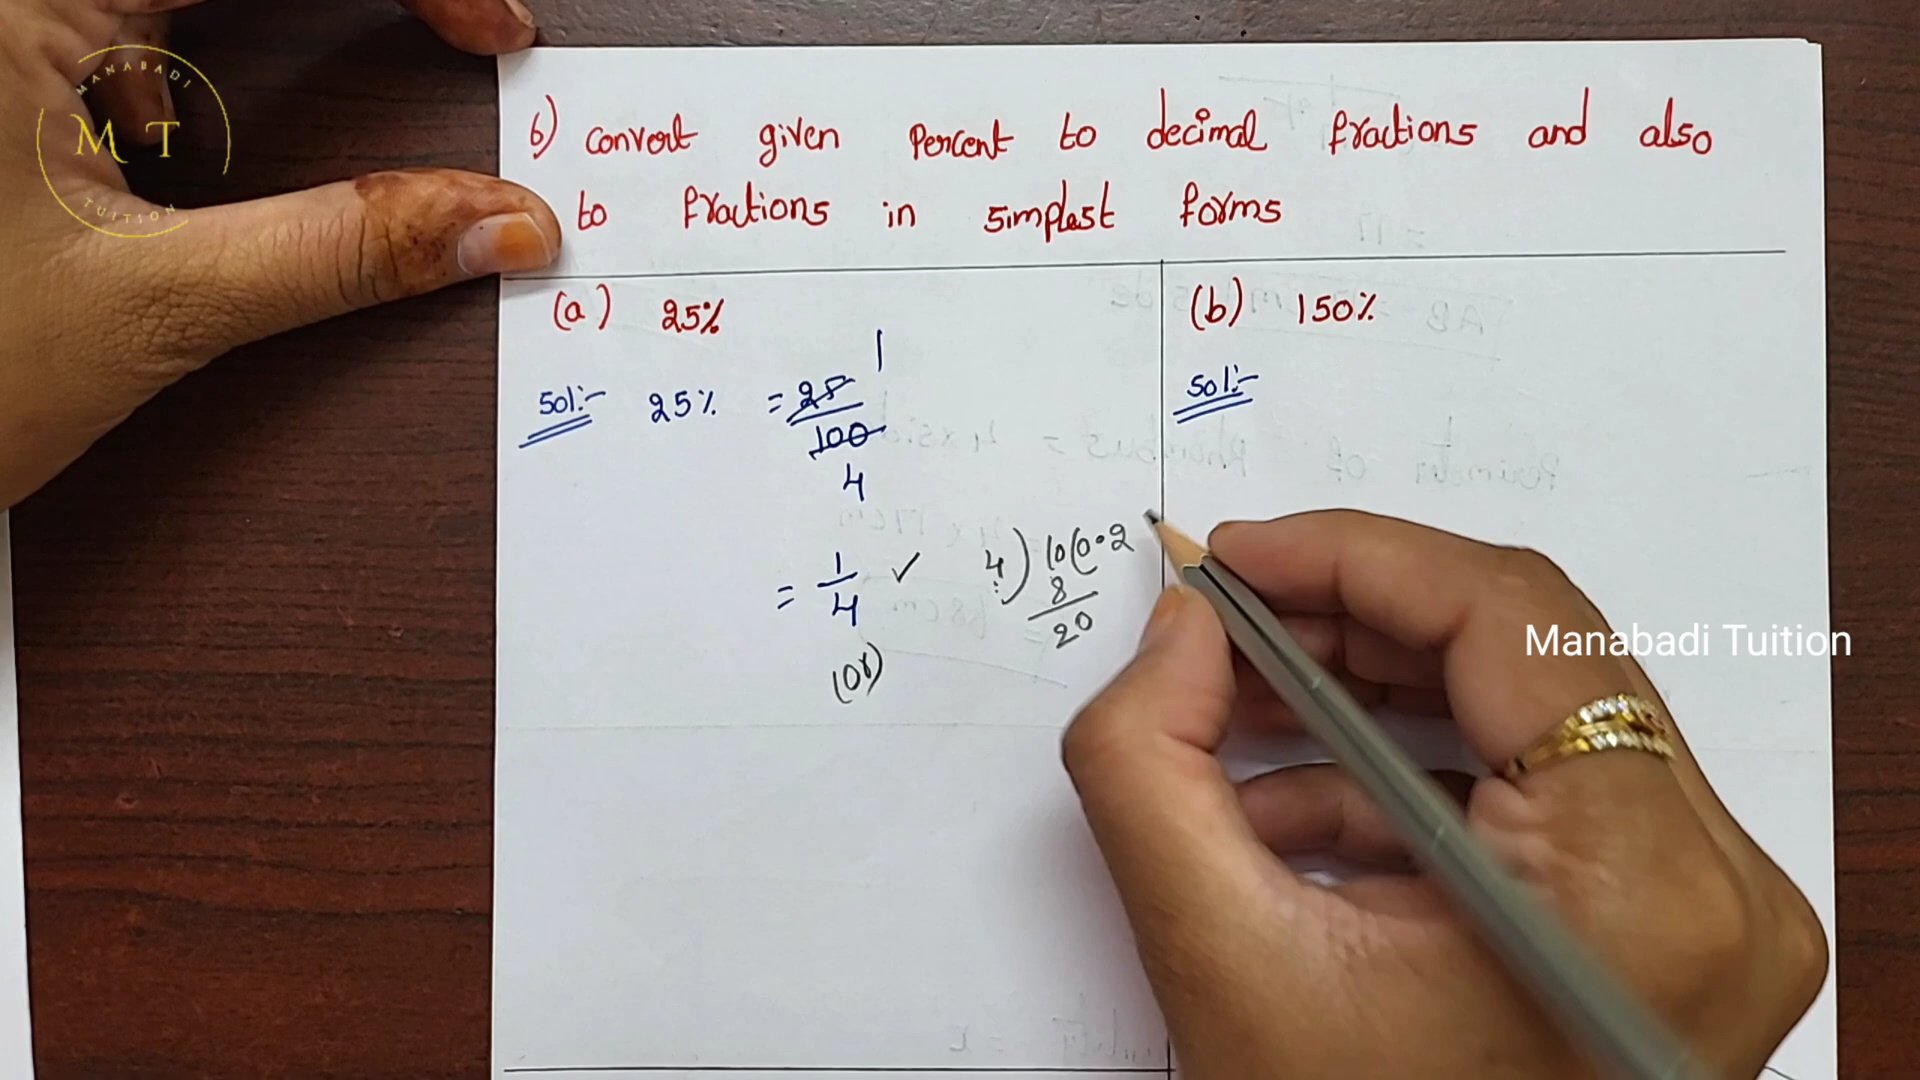 MANABADI
M T
TUITSON
6) convert given Percent to decimal fractions and also
to fractions in simplest forms
(a) 25%
Sol:- 25% = 25/100
1
4
= 1/4 ✓
(or)
4) 10(0.2
8
20
(b) 150%
Sol:-
Manabadi Tuition